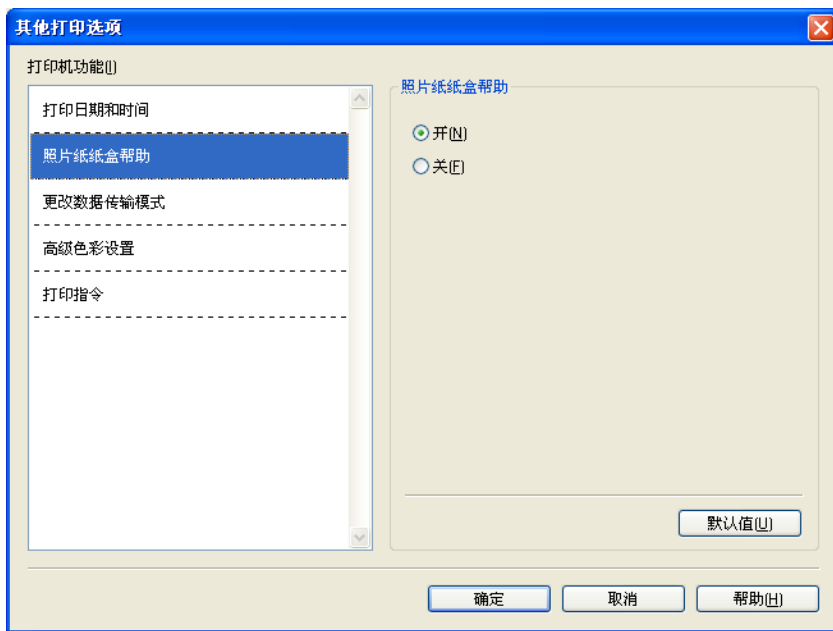 其他打印选项
打印机功能(I)
打印日期和时间
照片纸纸盒帮助
更改数据传输模式
高级色彩设置
打印指令
照片纸纸盒帮助
开(N)
关(F)
默认值(U)
确定
取消
帮助(H)